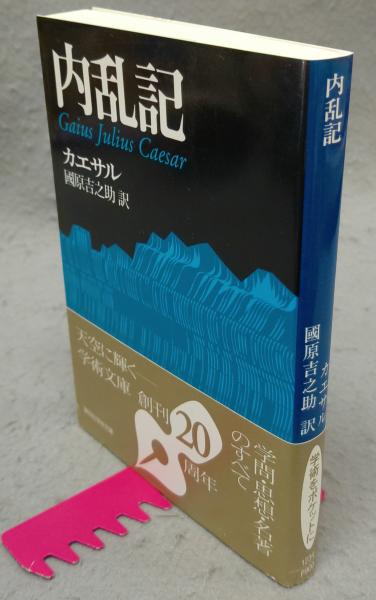 内乱記
Gaius Julius Caesar
カエサル
國原吉之助 訳
天空に輝く
学術文庫 創刊
20
周年
学問・思想・名著
のすべて
内乱記
カエサル
國原吉之助 訳
学術をポケットに